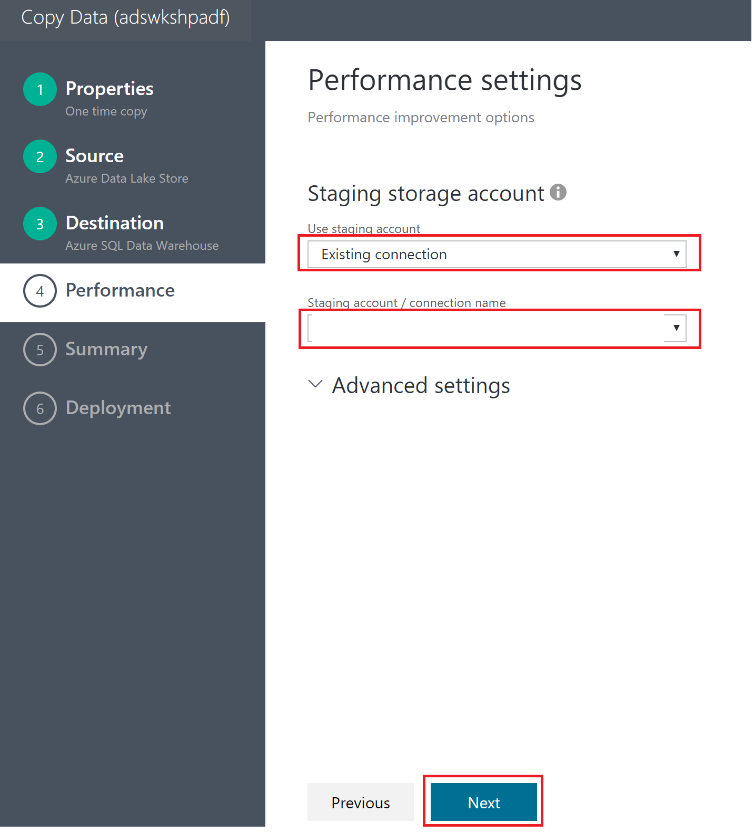 Copy Data (adswkshpadf)
1
Properties
One time copy
2
Source
Azure Data Lake Store
3
Destination
Azure SQL Data Warehouse
4
Performance
5
Summary
6
Deployment
Performance settings
Performance improvement options
Staging storage account
Use staging account
Existing connection
Staging account / connection name
Advanced settings
Previous
Next